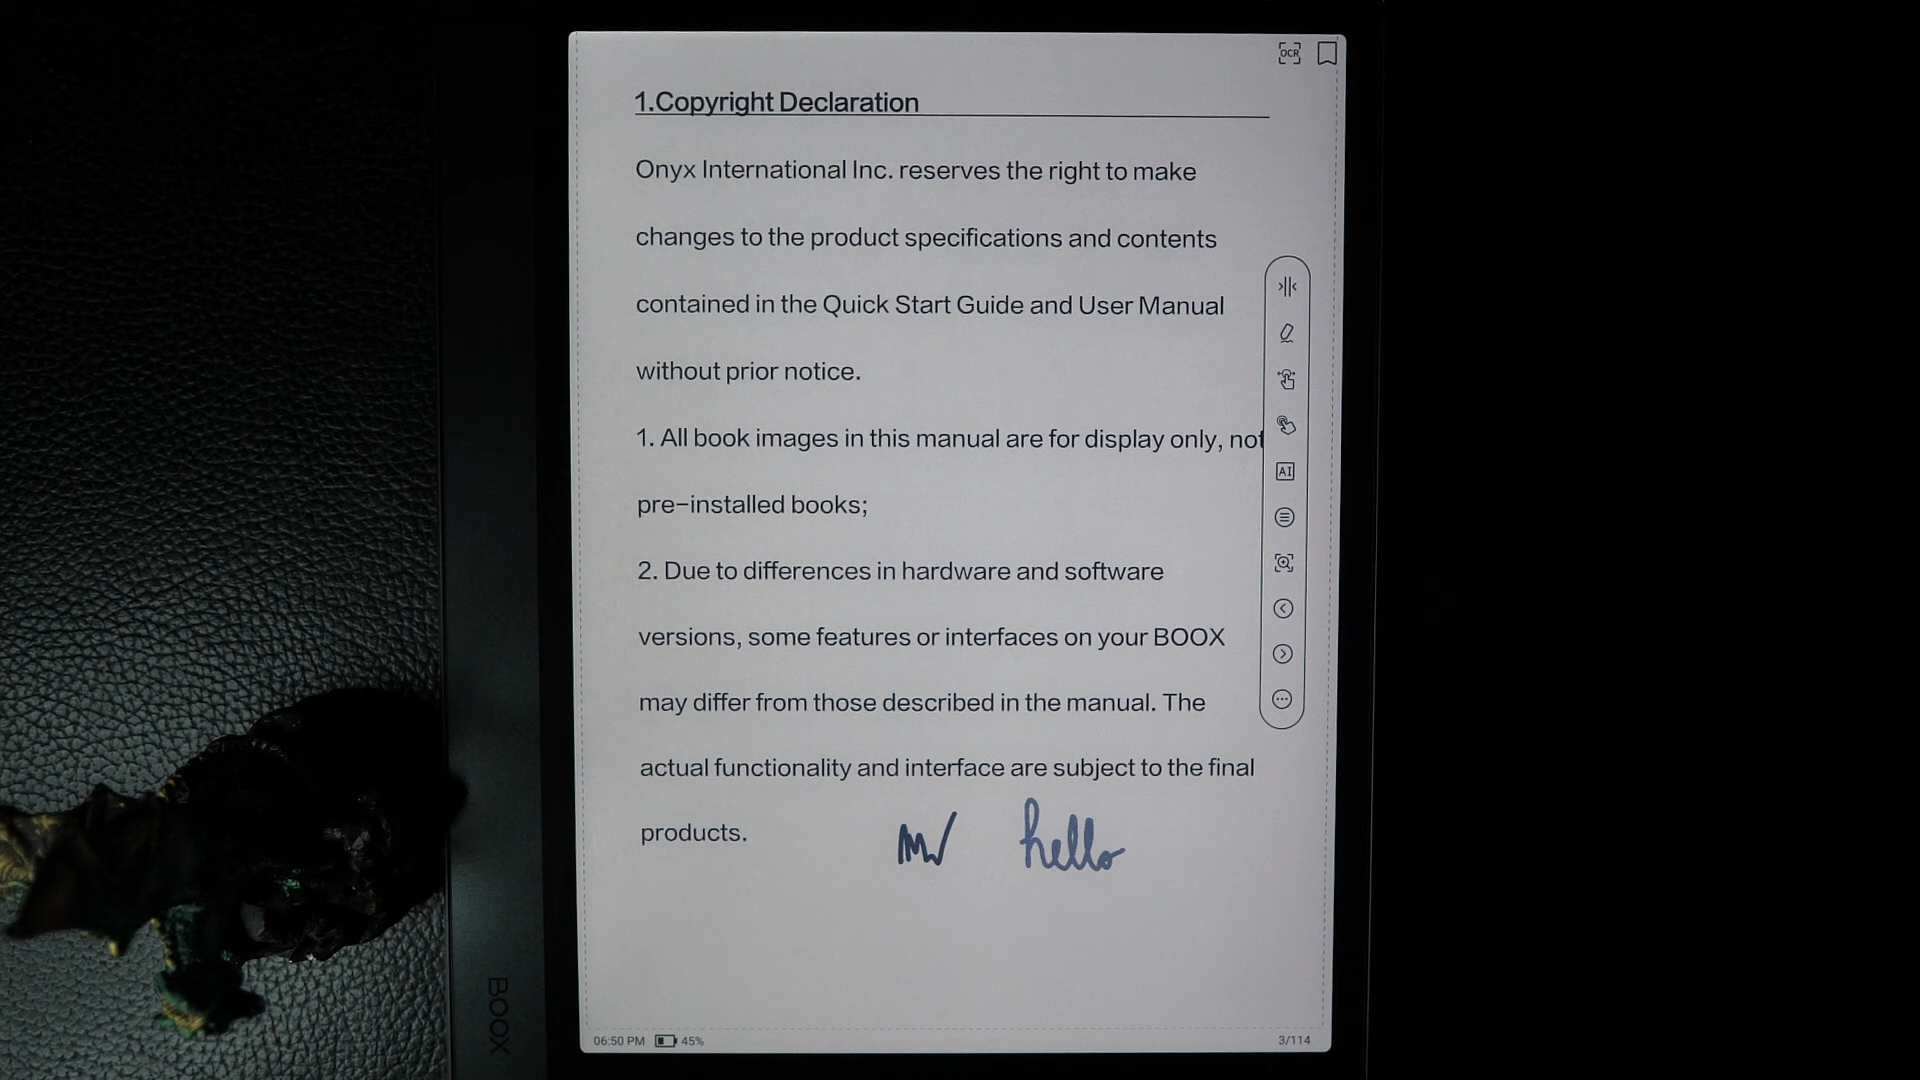 OCR
1.Copyright Declaration
Onyx International Inc. reserves the right to make
changes to the product specifications and contents
contained in the Quick Start Guide and User Manual
without prior notice.
1. All book images in this manual are for display only, not
AI
pre-installed books;
2. Due to differences in hardware and software
versions, some features or interfaces on your BOOX
may differ from those described in the manual. The
actual functionality and interface are subject to the final
products.
hello
BOOX
06:50 PM 45%
3/114